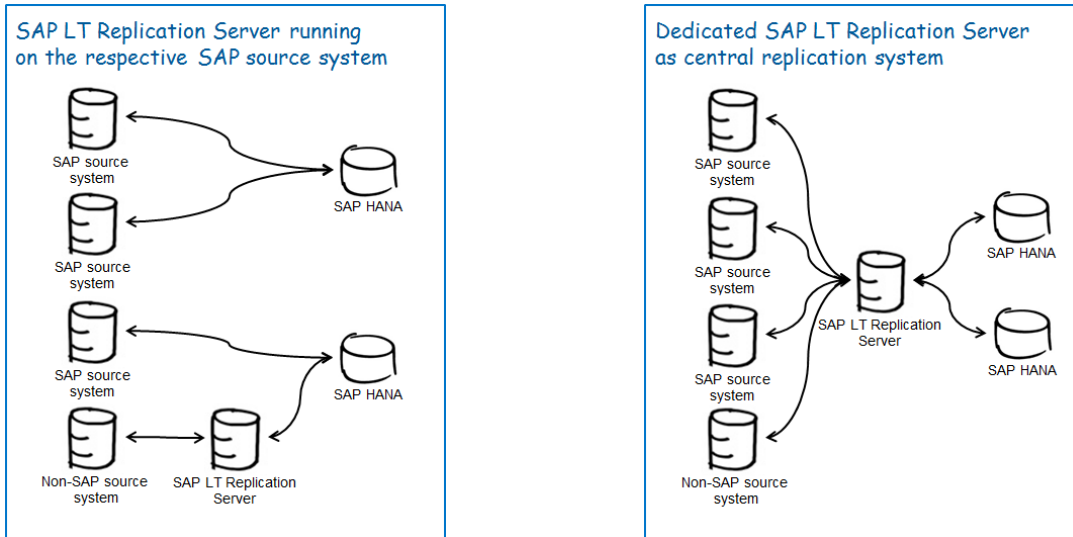 SAP LT Replication Server running
on the respective SAP source system
SAP source
system
SAP HANA
SAP source
system
SAP source
system
SAP HANA
Non-SAP source
system
SAP LT Replication
Server
Dedicated SAP LT Replication Server
as central replication system
SAP source
system
SAP source
system
SAP HANA
SAP LT Replication
Server
SAP source
system
SAP HANA
Non-SAP source
system